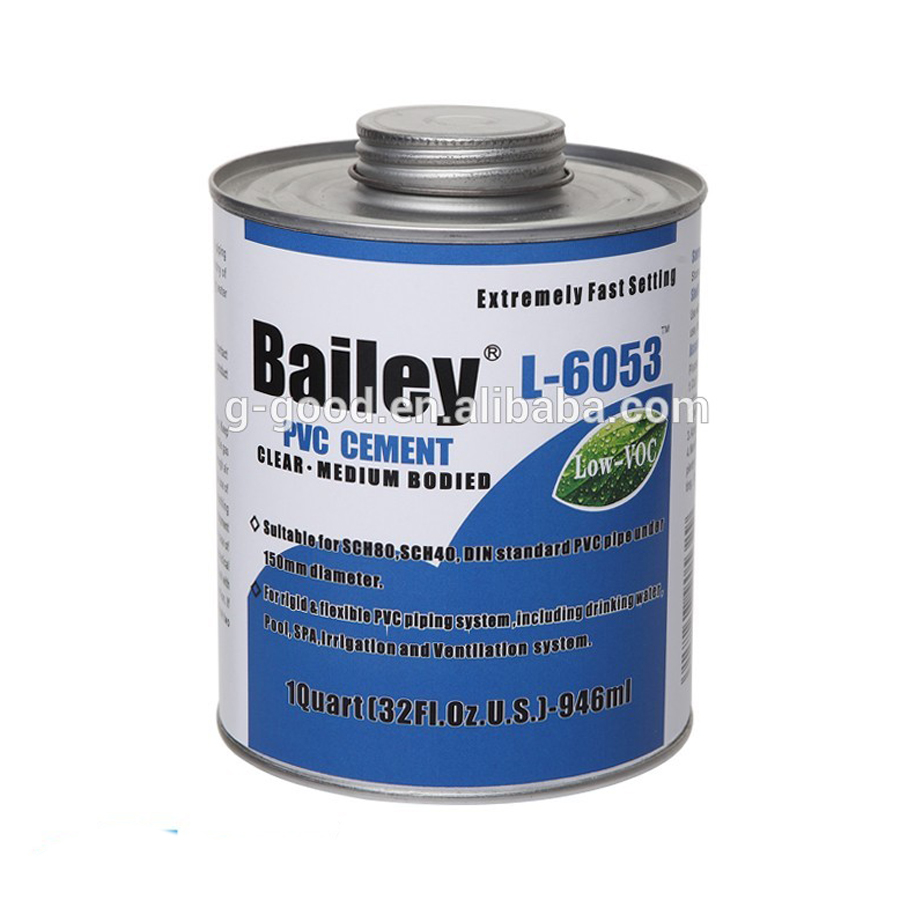 Extremely Fast Setting
Bailey® L-6053™
g-good.en.alibaba.com
PVC CEMENT
CLEAR · MEDIUM BODIED
Low-VOC
◇ Suitable for SCH80,SCH40, DIN standard PVC pipe under
150mm diameter.
◇ For rigid & flexible PVC piping system ,including drinking water,
Pool, SPA,Irrigation and Ventilation system.
1Quart(32Fl.Oz.U.S.)-946ml